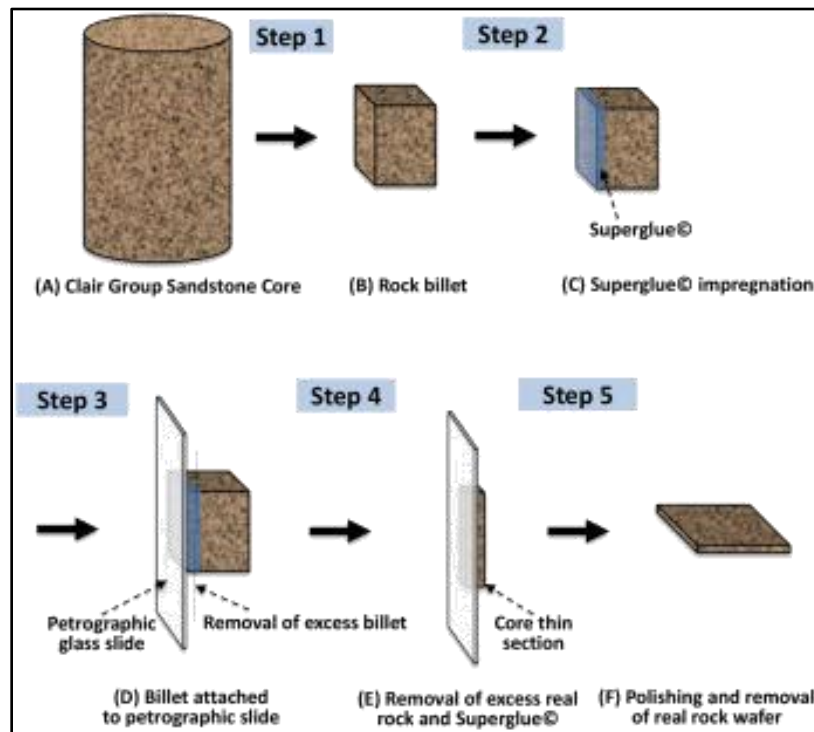 Step 1
Step 2
Superglue©
(A) Clair Group Sandstone Core
(B) Rock billet
(C) Superglue© impregnation
Step 3
Step 4
Step 5
Petrographic
glass slide
Removal of excess billet
Core thin
section
(D) Billet attached
to petrographic slide
(E) Removal of excess real
rock and Superglue©
(F) Polishing and removal
of real rock wafer